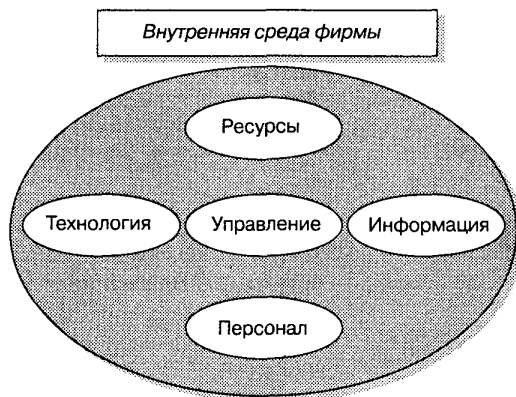 Внутренняя среда фирмы
Ресурсы
Технология Управление Информация
Персонал